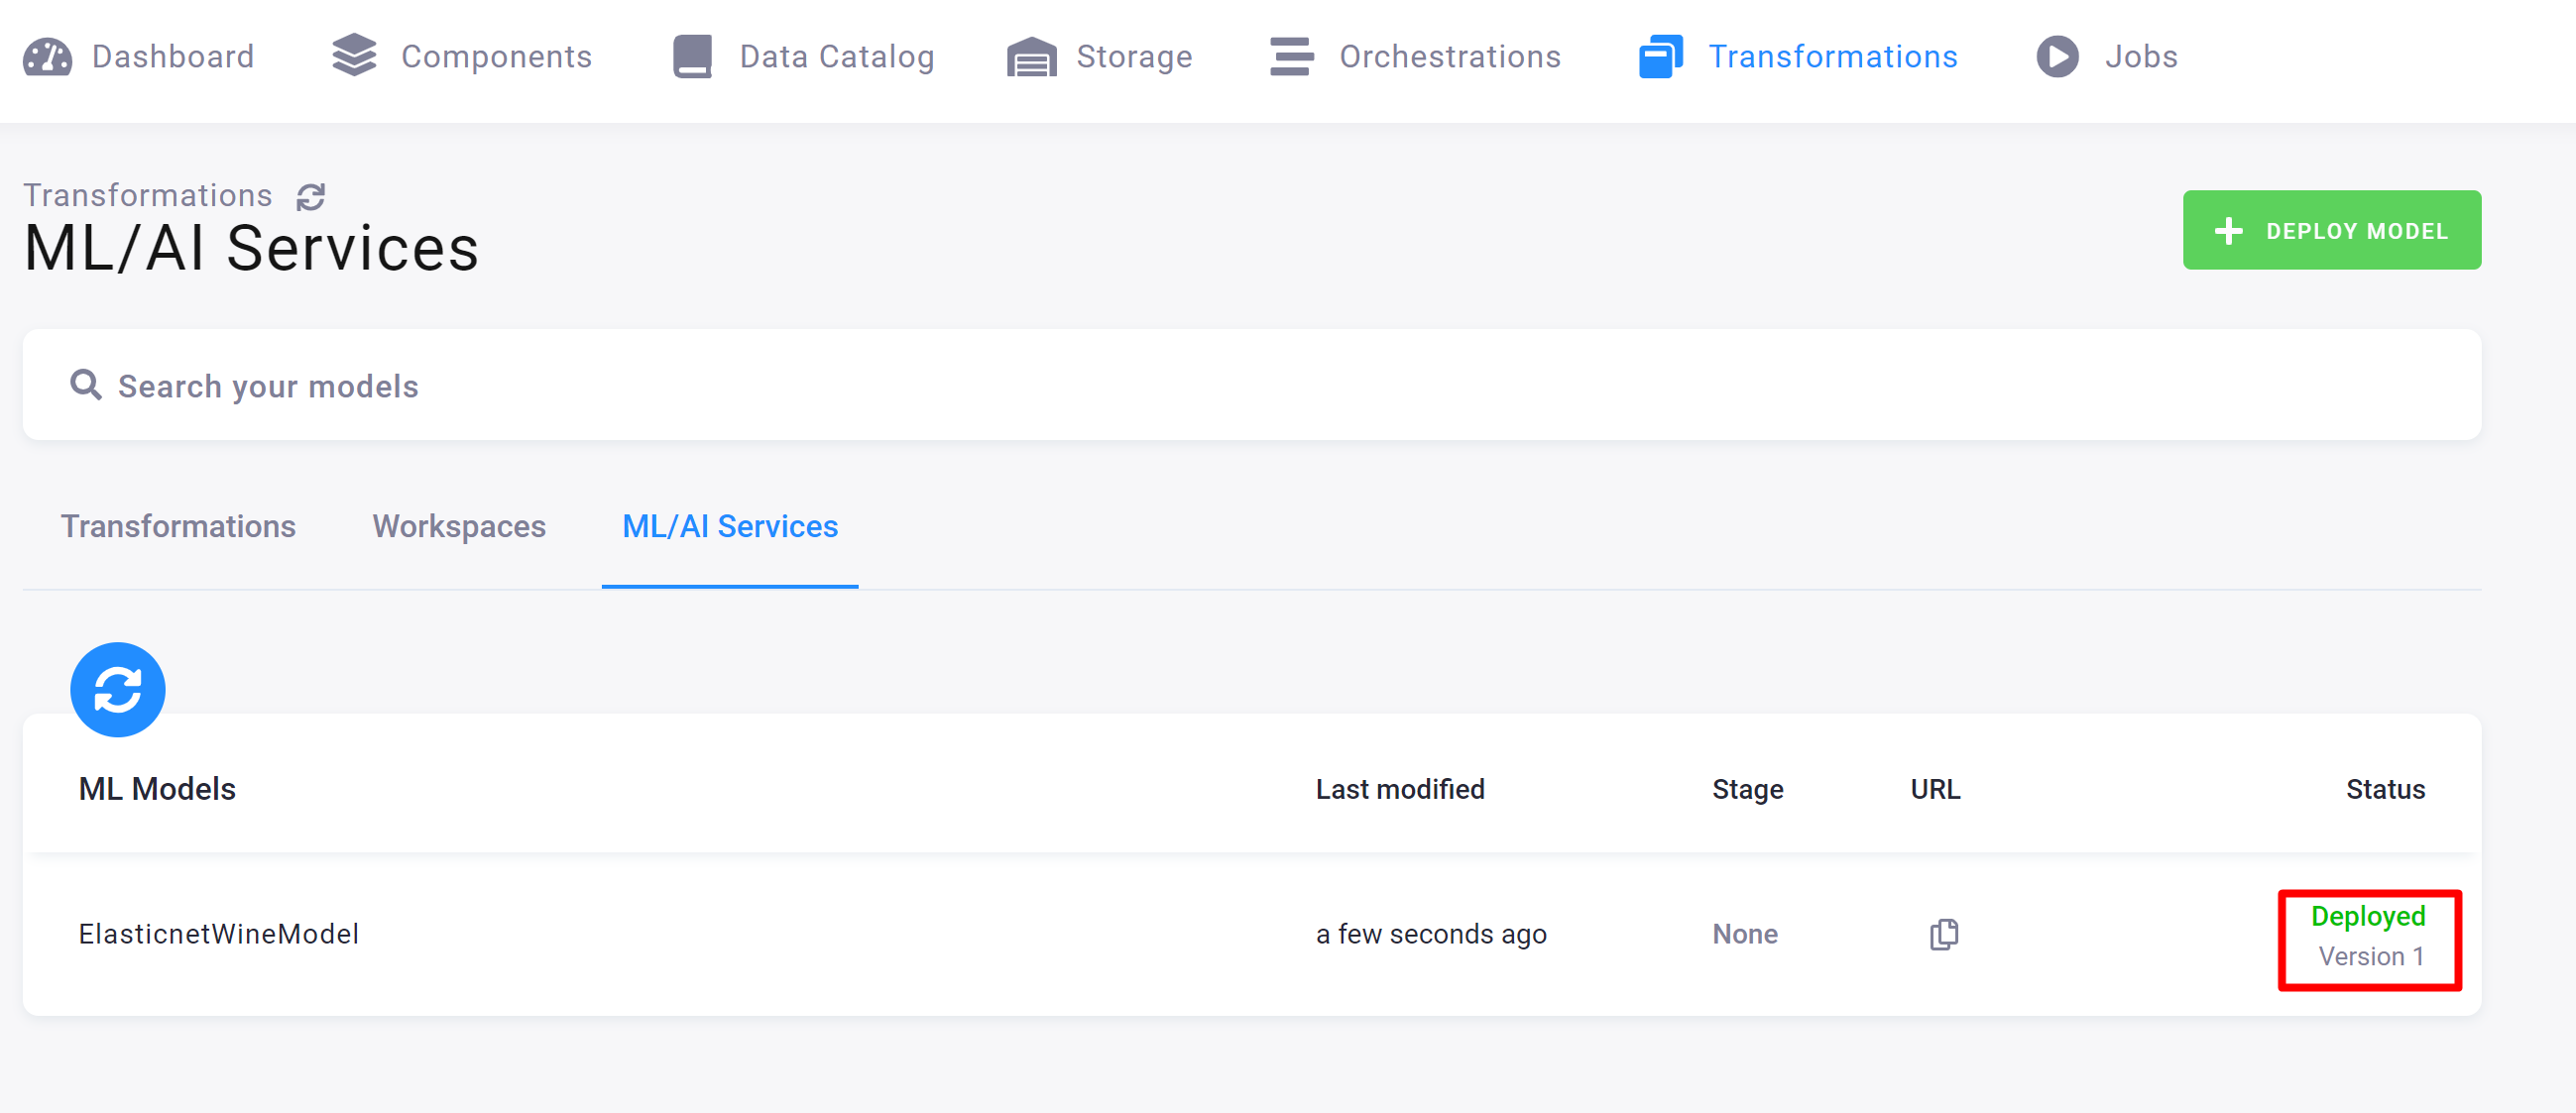 Dashboard Components Data Catalog Storage Orchestrations Transformations Jobs
Transformations
ML/AI Services
DEPLOY MODEL
Search your models
Transformations Workspaces ML/AI Services
ML Models Last modified Stage URL Status
ElasticnetWineModel a few seconds ago None Deployed
Version 1